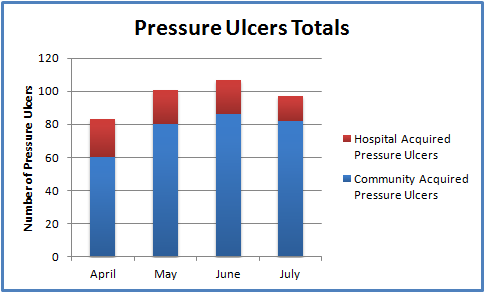 Pressure Ulcers Totals
Number of Pressure Ulcers
120
100
80
60
40
20
0
April May June July
Hospital Acquired
Pressure Ulcers
Community Acquired
Pressure Ulcers